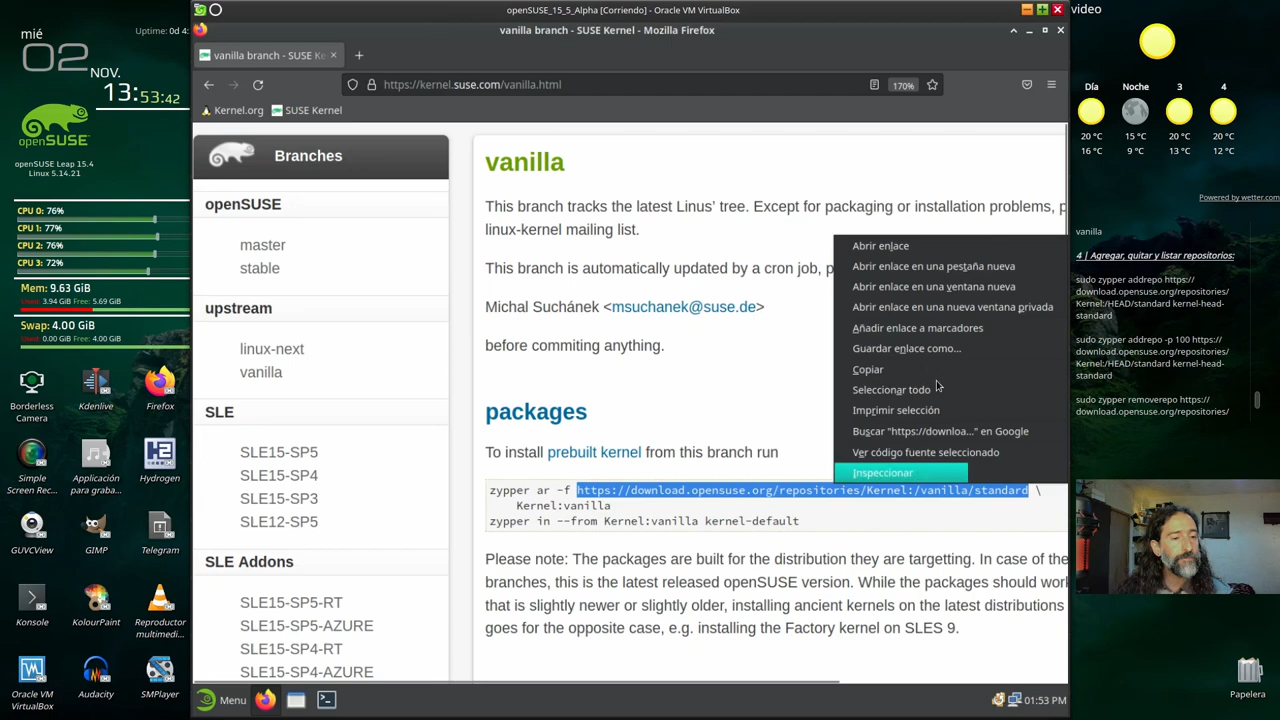 openSUSE_15_5_Alpha [Corriendo] - Oracle VM VirtualBox
vanilla branch - SUSE Kernel - Mozilla Firefox
vanilla branch - SUSE Ke
https://kernel.suse.com/vanilla.html
170%
Kernel.org
SUSE Kernel
mié
02
NOV.
13:53:42
Uptime: 0d 4:
openSUSE
openSUSE Leap 15.4
Linux 5.14.21
CPU 0: 76%
CPU 1: 77%
CPU 2: 76%
CPU 3: 72%
Mem: 9.63 GiB
Used: 3.94 GiB Free: 5.69 GiB
Swap: 4.00 GiB
Used: 0.00 GiB Free: 4.00 GiB
Borderless
Camera
Kdenlive
Firefox
Simple
Screen Rec...
Aplicación
para graba...
Hydrogen
GUVCView
GIMP
Telegram
Konsole
KolourPaint
Reproductor
multimedi...
Oracle VM
VirtualBox
Audacity
SMPlayer
Branches
openSUSE
master
stable
upstream
linux-next
vanilla
SLE
SLE15-SP5
SLE15-SP4
SLE15-SP3
SLE12-SP5
SLE Addons
SLE15-SP5-RT
SLE15-SP5-AZURE
SLE15-SP4-RT
SLE15-SP4-AZURE
vanilla
This branch tracks the latest Linus' tree. Except for packaging or installation problems, p
linux-kernel mailing list.
This branch is automatically updated by a cron job, p
Michal Suchánek <msuchanek@suse.de>
before commiting anything.
packages
To install prebuilt kernel from this branch run
zypper ar -f https://download.opensuse.org/repositories/Kernel:/vanilla/standard \
Kernel:vanilla
zypper in --from Kernel:vanilla kernel-default
Please note: The packages are built for the distribution they are targetting. In case of the
branches, this is the latest released openSUSE version. While the packages should work
that is slightly newer or slightly older, installing ancient kernels on the latest distributions
goes for the opposite case, e.g. installing the Factory kernel on SLES 9.
Abrir enlace
Abrir enlace en una pestaña nueva
Abrir enlace en una ventana nueva
Abrir enlace en una nueva ventana privada
Añadir enlace a marcadores
Guardar enlace como...
Copiar
Seleccionar todo
Imprimir selección
Buscar "https://downloa..." en Google
Ver código fuente seleccionado
Inspeccionar
Menu
01:53 PM
video
Día
Noche
3
4
20 °C
15 °C
20 °C
20 °C
16 °C
9 °C
13 °C
12 °C
Powered by wetter.com
vanilla
4 | Agregar, quitar y listar repositorios:
sudo zypper addrepo https://
download.opensuse.org/repositories/
Kernel:/HEAD/standard kernel-head-
standard
sudo zypper addrepo -p 100 https://
download.opensuse.org/repositories/
Kernel:/HEAD/standard kernel-head-
standard
sudo zypper removerepo https://
download.opensuse.org/repositories/
Papelera